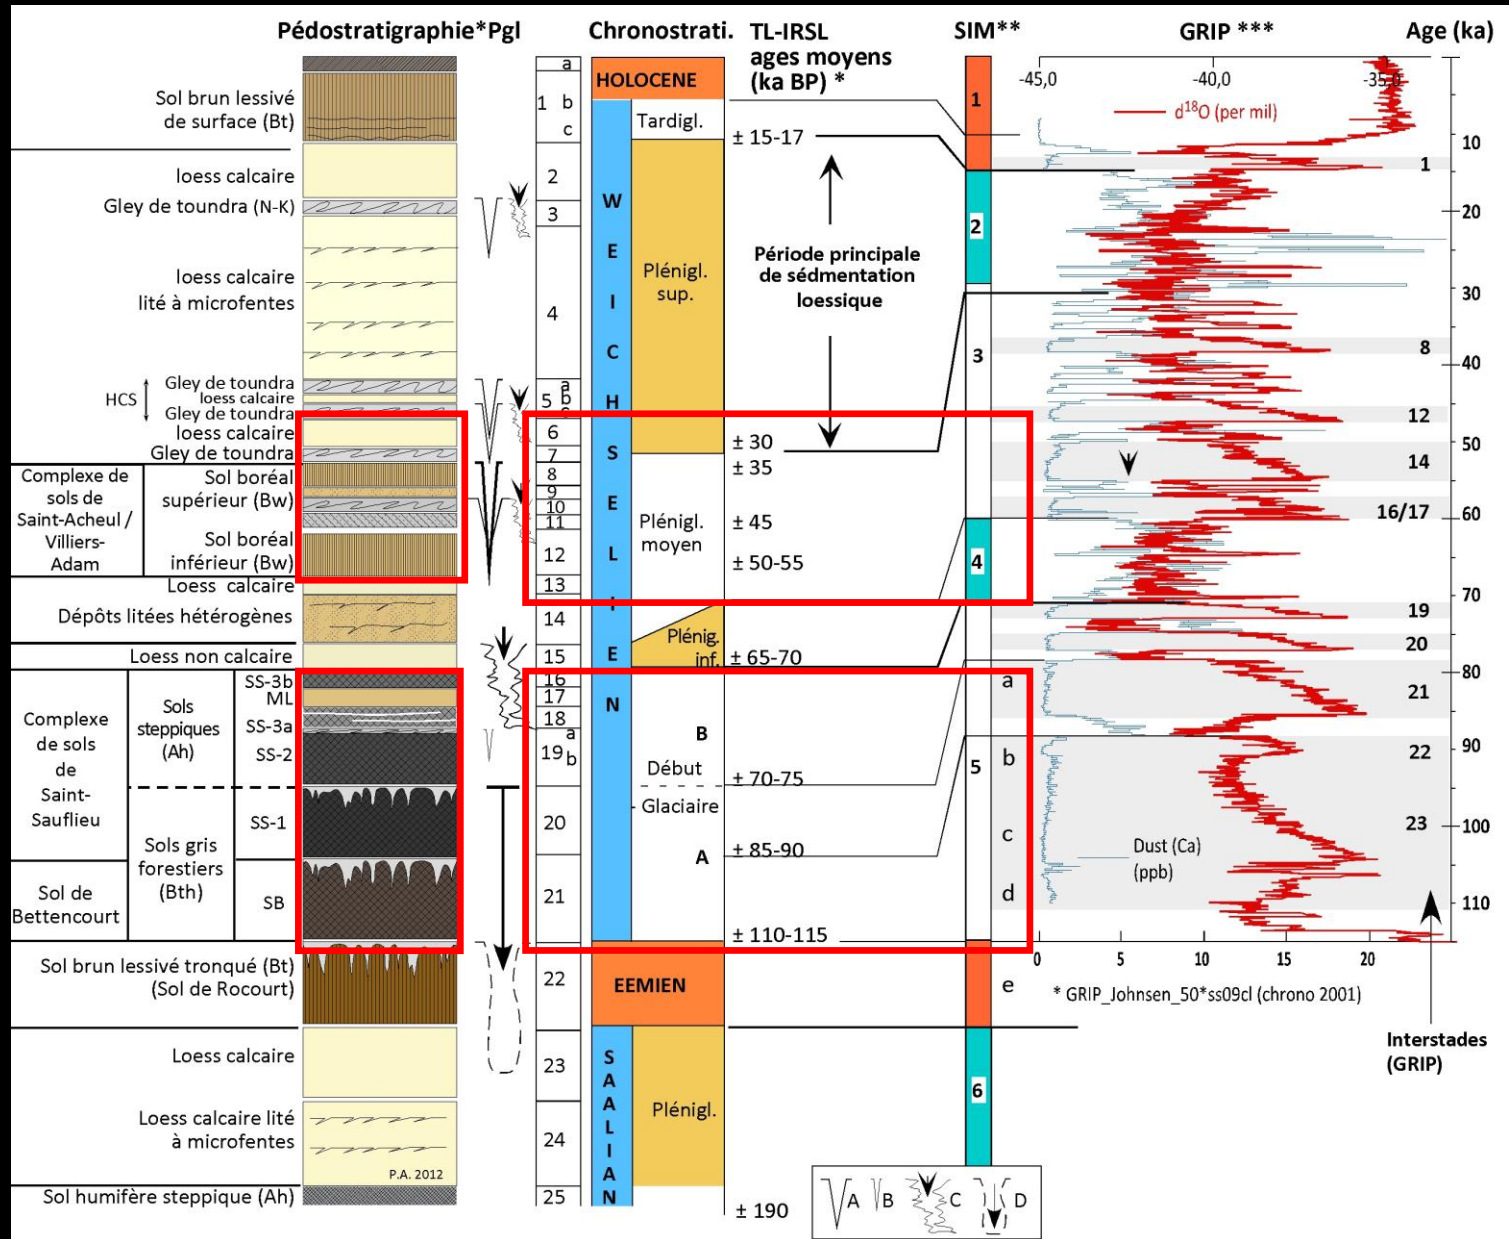 Pédostratigraphie*Pgl
Chronostrati.
TL-IRSL
ages moyens
(ka BP) *
SIM**
GRIP ***
Age (ka)
Sol brun lessivé
de surface (Bt)
loess calcaire
Gley de toundra (N-K)
loess calcaire
lité à microfentes
HCS
Gley de toundra
loess calcaire
Gley de toundra
loess calcaire
Gley de toundra
Complexe de
sols de
Saint-Acheul /
Villiers-
Adam
Sol boréal
supérieur (Bw)
Sol boréal
inférieur (Bw)
Loess calcaire
Dépôts litées hétérogènes
Loess non calcaire
Complexe
de sols
de
Saint-
Sauflieu
Sols
steppiques
(Ah)
SS-3b
ML
SS-3a
SS-2
Sols gris
forestiers
(Bth)
SS-1
Sol de
Bettencourt
SB
Sol brun lessivé tronqué (Bt)
(Sol de Rocourt)
Loess calcaire
Loess calcaire lité
à microfentes
P.A. 2012
Sol humifère steppique (Ah)
a
1 b
c
2
3
4
a
5 b
c
6
7
8
9
10
11
12
13
14
15
16
17
18
a
19 b
20
21
22
23
24
25
HOLOCENE
WEICHSELIEN
Tardigl.
Plénigl.
sup.
Plénigl.
moyen
Plénig.
inf.
B
Début
Glaciaire
A
EEMIEN
SAALIAN
Plénigl.
± 15-17
Période principale
de sédmentation
loessique
± 30
± 35
± 45
± 50-55
± 65-70
± 70-75
± 85-90
± 110-115
± 190
1
2
3
4
5
a
b
c
d
e
6
-45,0
-40,0
-35,0
d18O (per mil)
Dust (Ca)
(ppb)
0
5
10
15
20
* GRIP_Johnsen_50*ss09cl (chrono 2001)
10
20
30
40
50
60
70
80
90
100
110
1
8
12
14
16/17
19
20
21
22
23
Interstades
(GRIP)
A
B
C
D